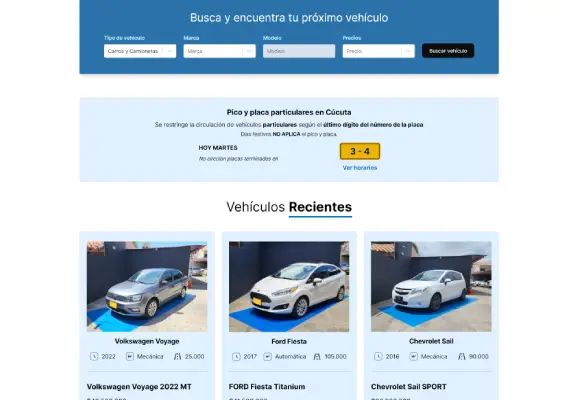 Busca y encuentra tu próximo vehículo
Tipo de vehículo Marca Modelo Precios
Carros y Camionetas Marca Modelo Precio Buscar vehículo
Pico y placa particulares en Cúcuta
Se restringe la circulación de vehículos particulares según el último dígito del número de la placa
Días festivos NO APLICA el pico y placa.
HOY MARTES
No circulan placas terminadas en
3 - 4
Ver horarios
Vehículos Recientes
Volkswagen Voyage Ford Fiesta Chevrolet Sail
2022 Mecánica 25.000 2017 Automática 105.000 2016 Mecánica 90.000
Volkswagen Voyage 2022 MT FORD Fiesta Titanium Chevrolet Sail SPORT